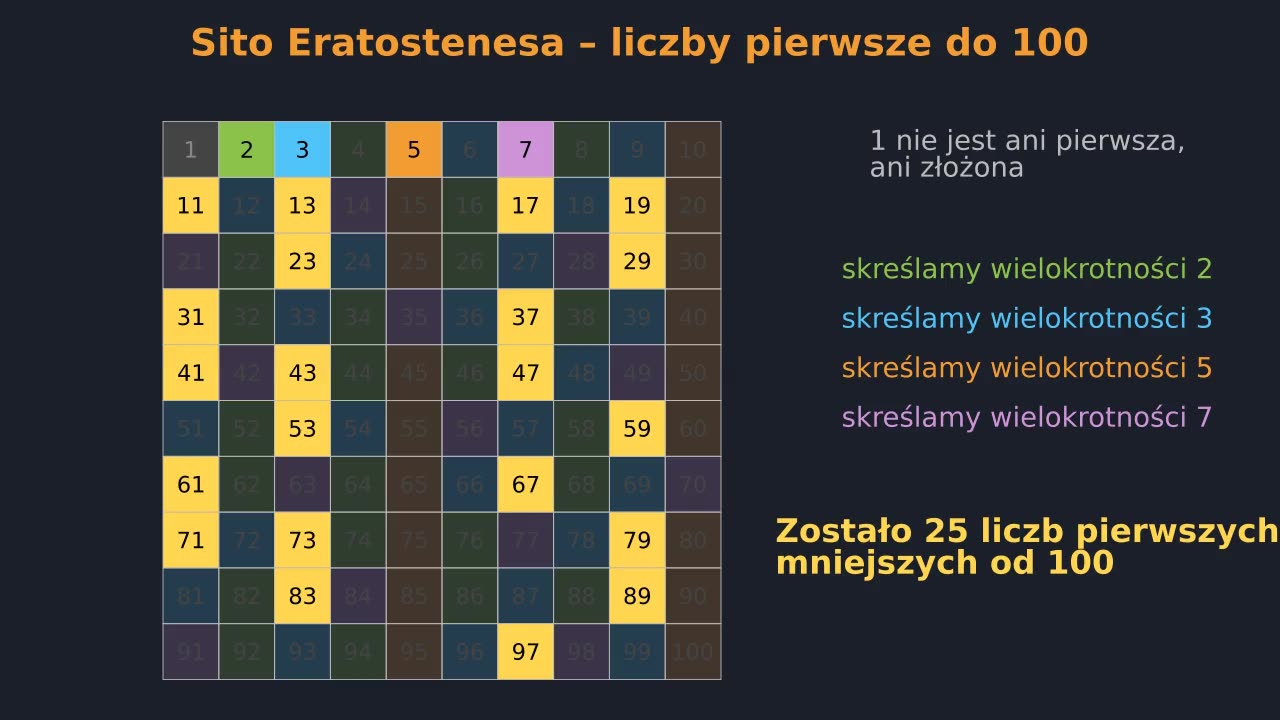 Sito Eratostenesa – liczby pierwsze do 100
1 2 3 4 5 6 7 8 9 10
11 12 13 14 15 16 17 18 19 20
21 22 23 24 25 26 27 28 29 30
31 32 33 34 35 36 37 38 39 40
41 42 43 44 45 46 47 48 49 50
51 52 53 54 55 56 57 58 59 60
61 62 63 64 65 66 67 68 69 70
71 72 73 74 75 76 77 78 79 80
81 82 83 84 85 86 87 88 89 90
91 92 93 94 95 96 97 98 99 100
1 nie jest ani pierwsza,
ani złożona
skreślamy wielokrotności 2
skreślamy wielokrotności 3
skreślamy wielokrotności 5
skreślamy wielokrotności 7
Zostało 25 liczb pierwszych
mniejszych od 100